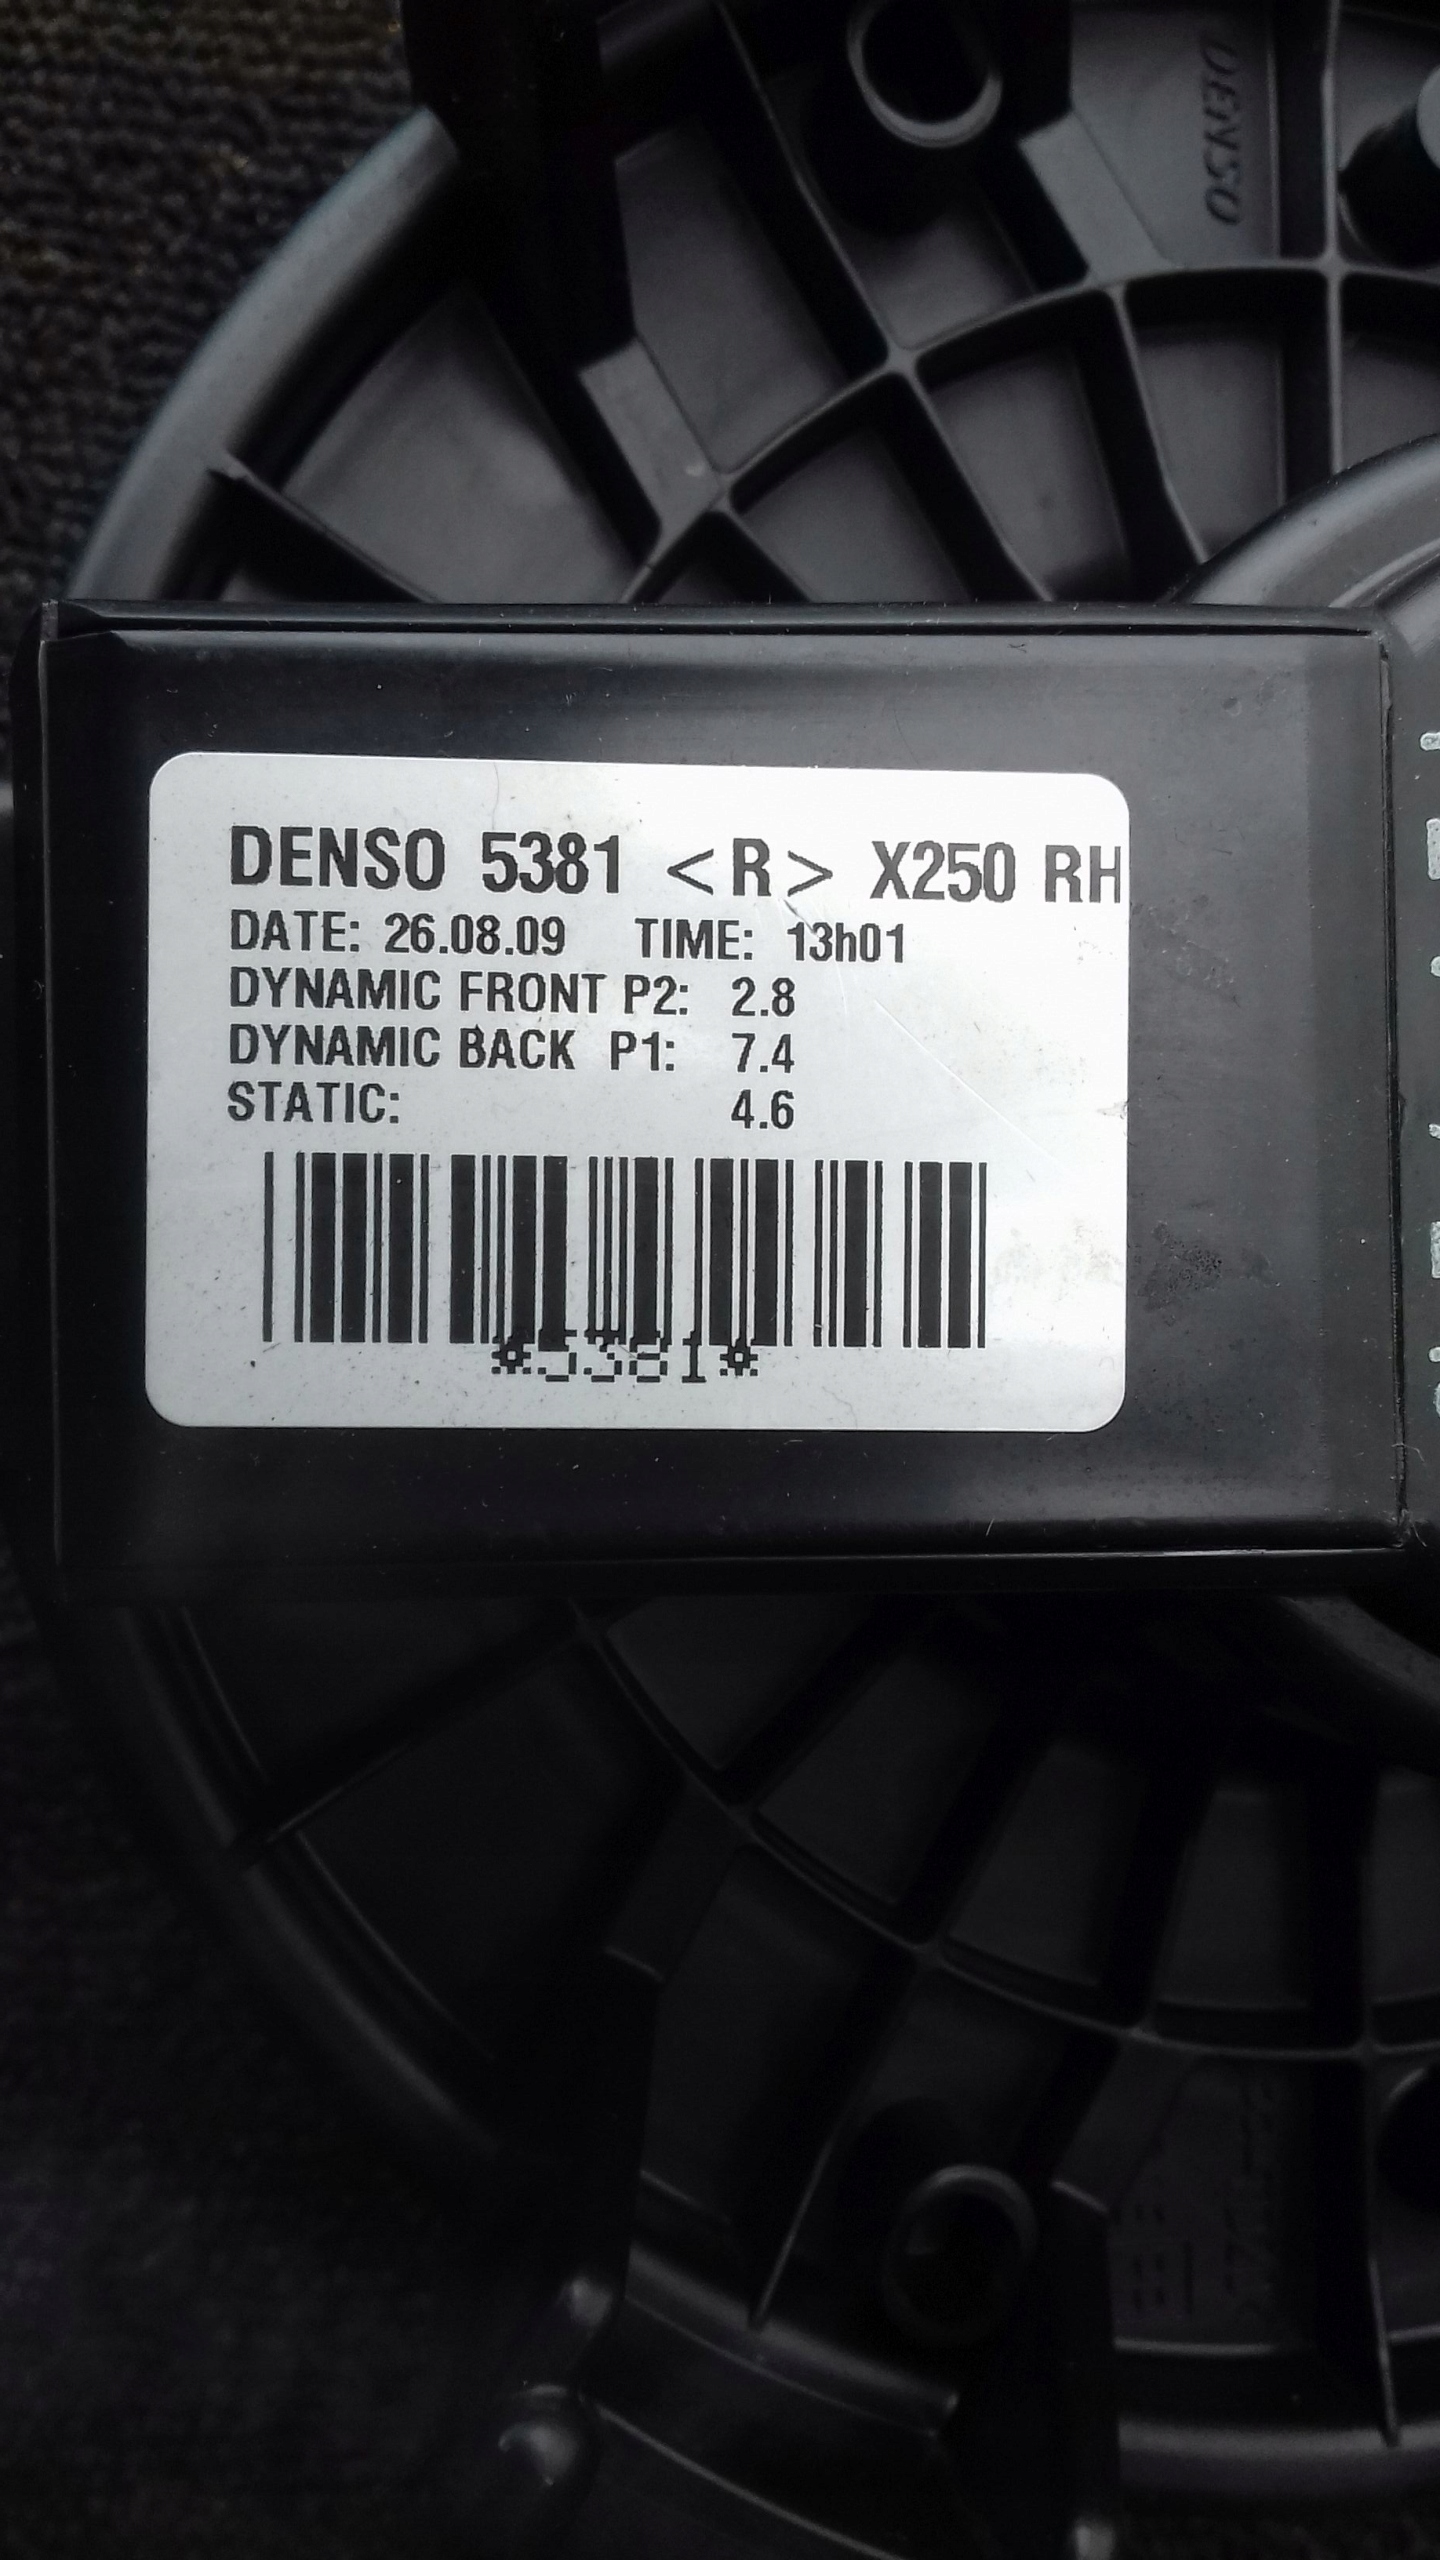 DENSO
DENSO 5381 <R> X250 RH
DATE: 26.08.09 TIME: 13h01
DYNAMIC FRONT P2: 2.8
DYNAMIC BACK P1: 7.4
STATIC: 4.6
*5381*